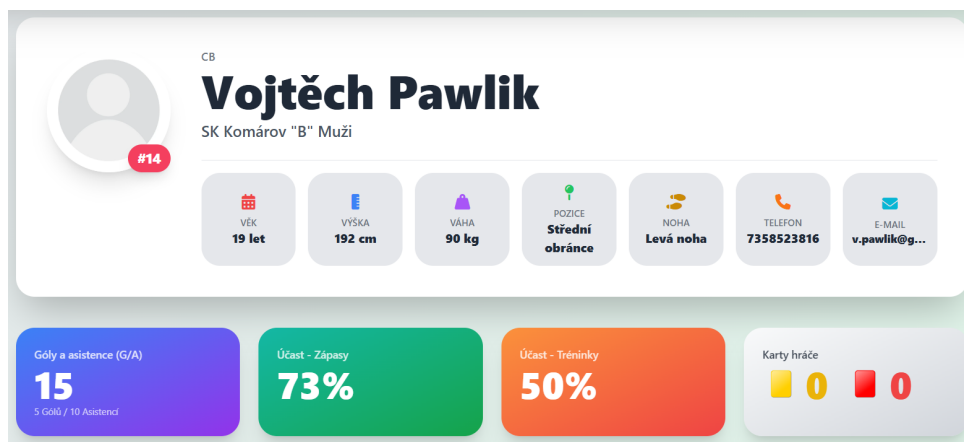 CB
Vojtěch Pawlik
SK Komárov "B" Muži
#14
VĚK
19 let
VÝŠKA
192 cm
VÁHA
90 kg
POZICE
Střední
obránce
NOHA
Levá noha
TELEFON
7358523816
E-MAIL
v.pawlik@g...
Góly a asistence (G/A)
15
5 Gólů / 10 Asistencí
Účast - Zápasy
73%
Účast - Tréninky
50%
Karty hráče
0 0